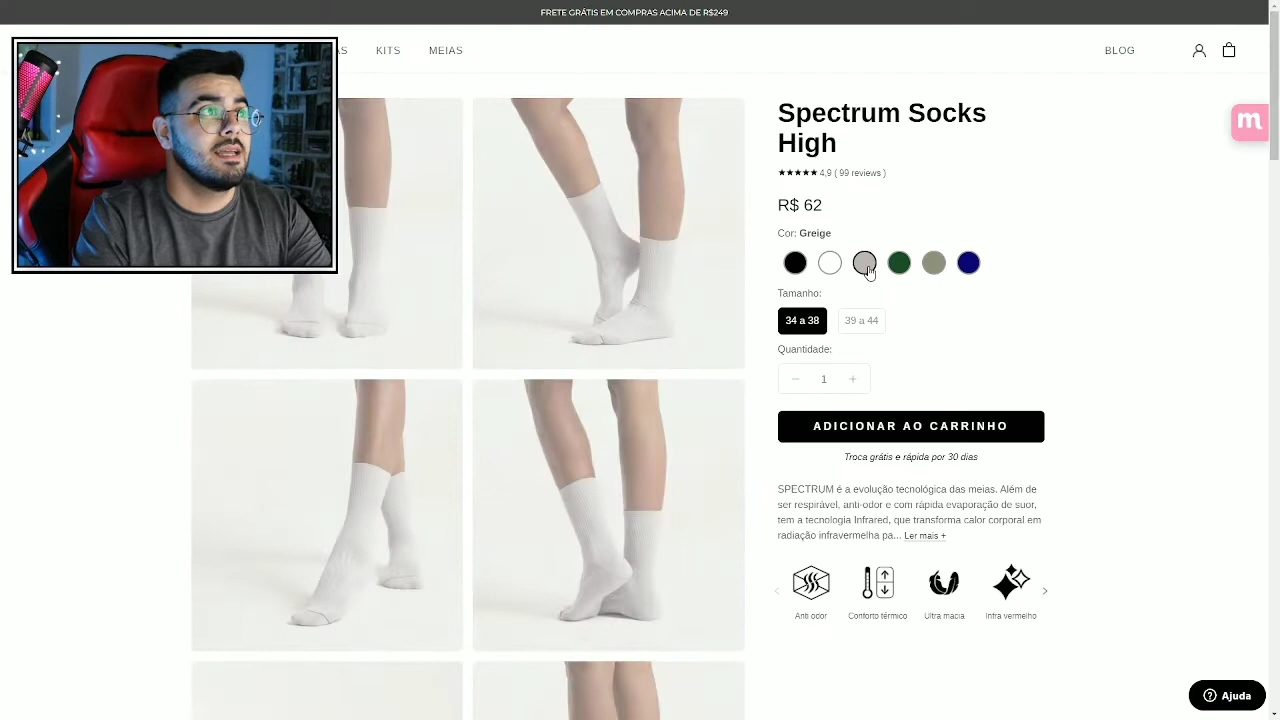 FRETE GRÁTIS EM COMPRAS ACIMA DE R$249
AS KITS MEIAS BLOG
m
Spectrum Socks
High
★★★★★ 4,9 ( 99 reviews )
R$ 62
Cor: Greige
Tamanho:
34 a 38 39 a 44
Quantidade:
− 1 +
ADICIONAR AO CARRINHO
Troca grátis e rápida por 30 dias
SPECTRUM é a evolução tecnológica das meias. Além de
ser respirável, anti-odor e com rápida evaporação de suor,
tem a tecnologia Infrared, que transforma calor corporal em
radiação infravermelha pa... Ler mais +
Anti odor Conforto térmico Ultra macia Infra vermelho
Ajuda